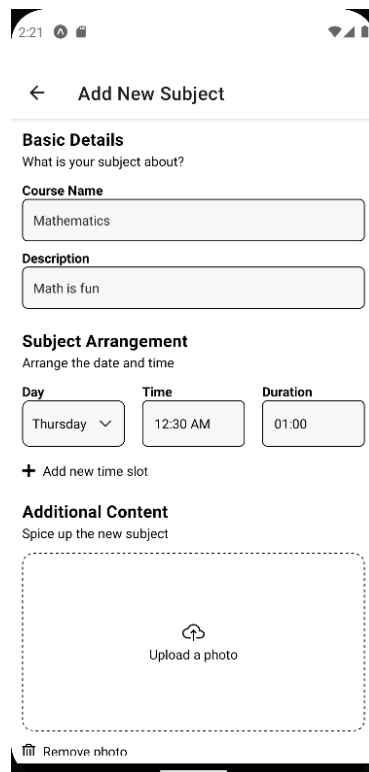 2:21
Add New Subject
Basic Details
What is your subject about?
Course Name
Mathematics
Description
Math is fun
Subject Arrangement
Arrange the date and time
Day Time Duration
Thursday 12:30 AM 01:00
Add new time slot
Additional Content
Spice up the new subject
Upload a photo
Remove photo